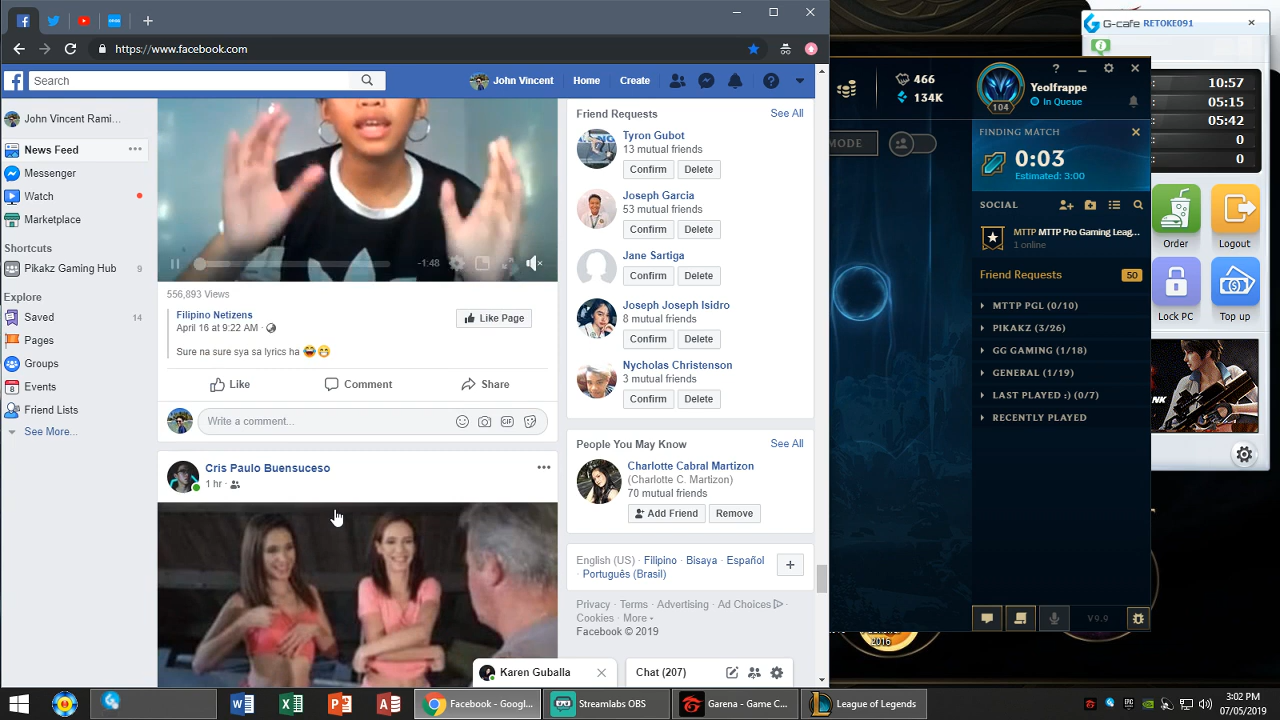 https://www.facebook.com
Search
John Vincent
Home
Create
John Vincent Rami...
News Feed
Messenger
Watch
Marketplace
Shortcuts
Pikakz Gaming Hub 9
Explore
Saved 14
Pages
Groups
Events
Friend Lists
See More...
-1:48
556,893 Views
Filipino Netizens
April 16 at 9:22 AM ·
Like Page
Sure na sure sya sa lyrics ha 😂😁
Like
Comment
Share
Write a comment...
GIF
Cris Paulo Buensuceso
1 hr ·
Friend Requests
See All
Tyron Gubot
13 mutual friends
Confirm
Delete
Joseph Garcia
53 mutual friends
Confirm
Delete
Jane Sartiga
Confirm
Delete
Joseph Joseph Isidro
8 mutual friends
Confirm
Delete
Nycholas Christenson
3 mutual friends
Confirm
Delete
People You May Know
See All
Charlotte Cabral Martizon
(Charlotte C. Martizon)
70 mutual friends
Add Friend
Remove
English (US) · Filipino · Bisaya · Español
· Português (Brasil)
Privacy · Terms · Advertising · Ad Choices ·
Cookies · More
Facebook © 2019
Karen Guballa
Chat (207)
466
134K
MODE
104
Yeolfrappe
In Queue
FINDING MATCH
0:03
Estimated: 3:00
SOCIAL
MTTP MTTP Pro Gaming Leag...
1 online
Friend Requests 50
MTTP PGL (0/10)
PIKAKZ (3/26)
GG GAMING (1/18)
GENERAL (1/19)
LAST PLAYED :) (0/7)
RECENTLY PLAYED
V9.9
2016
G-cafe RETOKE091
: 10:57
: 05:15
: 05:42
: 0
: 0
Order
Logout
Lock PC
Top up
Facebook - Googl...
Streamlabs OBS
Garena - Game C...
League of Legends
3:02 PM
07/05/2019